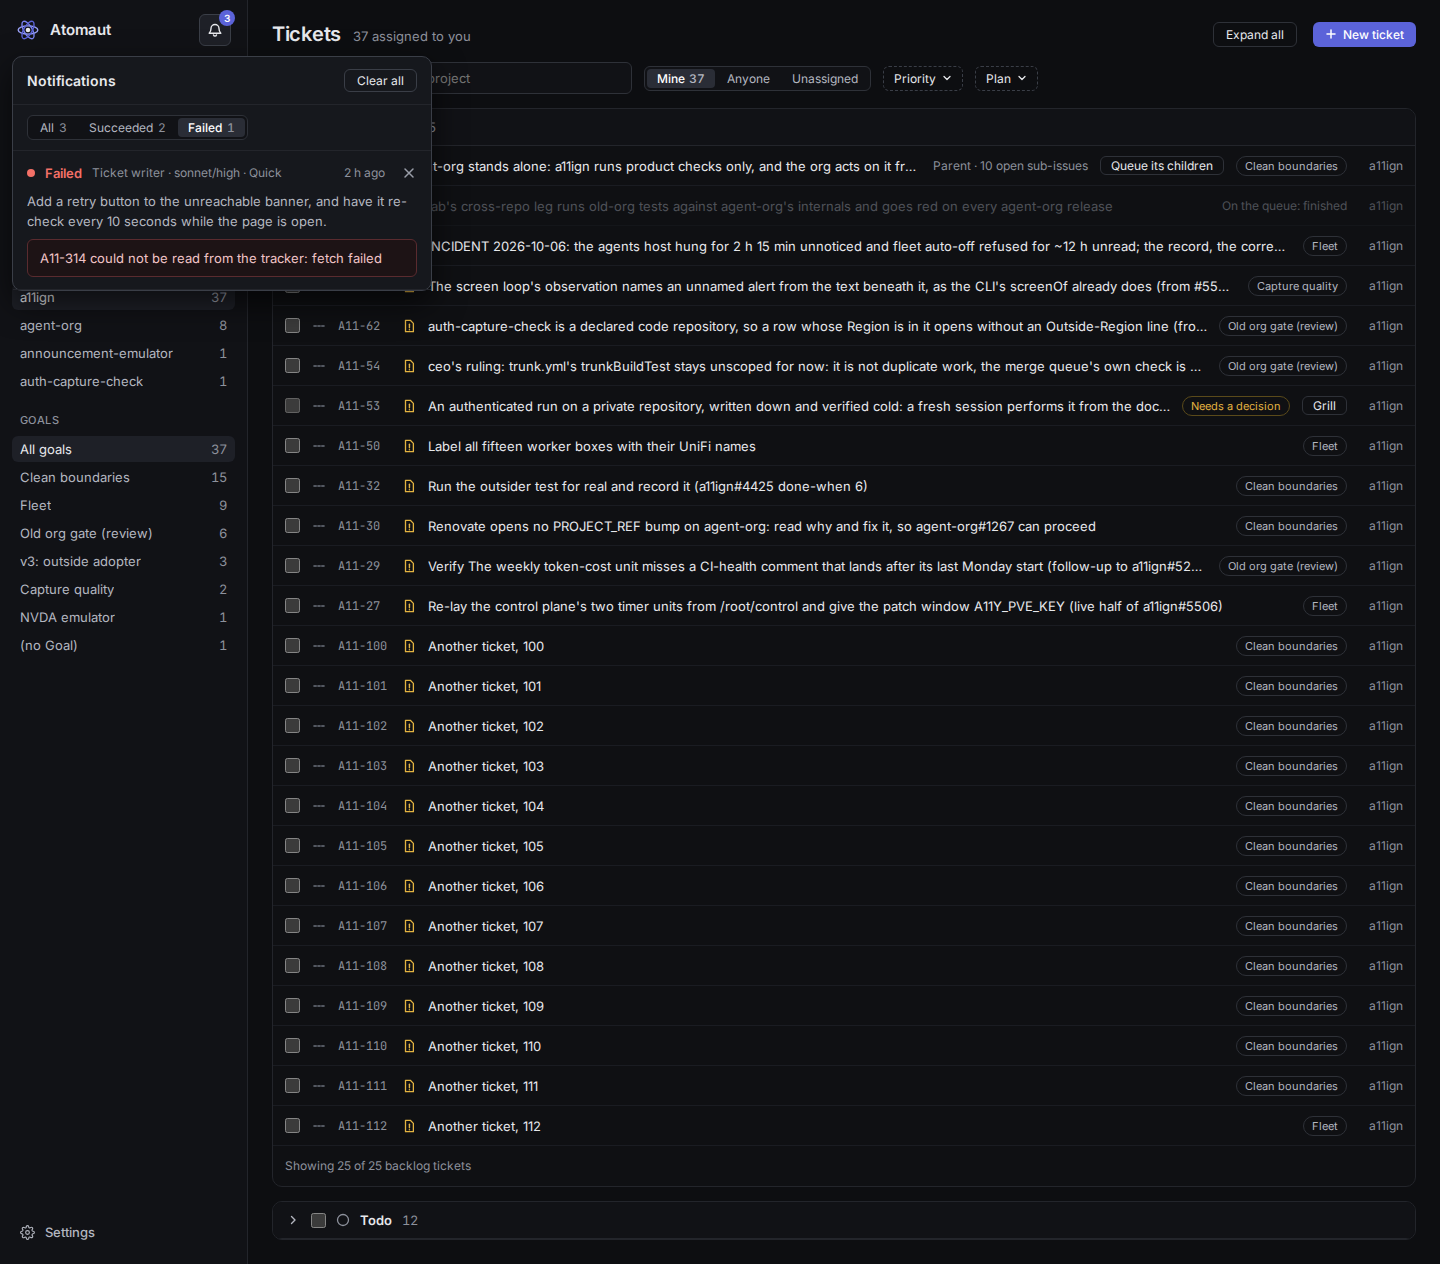 Atomaut
3
Notifications
Clear all
All 3
Succeeded 2
Failed 1
Failed
Ticket writer · sonnet/high · Quick
2 h ago
Add a retry button to the unreachable banner, and have it re-
check every 10 seconds while the page is open.
A11-314 could not be read from the tracker: fetch failed
a11ign 37
agent-org 8
announcement-emulator 1
auth-capture-check 1
GOALS
All goals 37
Clean boundaries 15
Fleet 9
Old org gate (review) 6
v3: outside adopter 3
Capture quality 2
NVDA emulator 1
(no Goal) 1
Settings
Tickets 37 assigned to you
Expand all
New ticket
project
Mine 37
Anyone
Unassigned
Priority
Plan
5
t-org stands alone: a11ign runs product checks only, and the org acts on it fr... Parent · 10 open sub-issues Queue its children Clean boundaries a11ign
ab's cross-repo leg runs old-org tests against agent-org's internals and goes red on every agent-org release On the queue: finished a11ign
NCIDENT 2026-10-06: the agents host hung for 2 h 15 min unnoticed and fleet auto-off refused for ~12 h unread; the record, the corre... Fleet a11ign
The screen loop's observation names an unnamed alert from the text beneath it, as the CLI's screenOf already does (from #55... Capture quality a11ign
A11-62 auth-capture-check is a declared code repository, so a row whose Region is in it opens without an Outside-Region line (fro... Old org gate (review) a11ign
A11-54 ceo's ruling: trunk.yml's trunkBuildTest stays unscoped for now: it is not duplicate work, the merge queue's own check is ... Old org gate (review) a11ign
A11-53 An authenticated run on a private repository, written down and verified cold: a fresh session performs it from the doc... Needs a decision Grill a11ign
A11-50 Label all fifteen worker boxes with their UniFi names Fleet a11ign
A11-32 Run the outsider test for real and record it (a11ign#4425 done-when 6) Clean boundaries a11ign
A11-30 Renovate opens no PROJECT_REF bump on agent-org: read why and fix it, so agent-org#1267 can proceed Clean boundaries a11ign
A11-29 Verify The weekly token-cost unit misses a CI-health comment that lands after its last Monday start (follow-up to a11ign#52... Old org gate (review) a11ign
A11-27 Re-lay the control plane's two timer units from /root/control and give the patch window A11Y_PVE_KEY (live half of a11ign#5506) Fleet a11ign
A11-100 Another ticket, 100 Clean boundaries a11ign
A11-101 Another ticket, 101 Clean boundaries a11ign
A11-102 Another ticket, 102 Clean boundaries a11ign
A11-103 Another ticket, 103 Clean boundaries a11ign
A11-104 Another ticket, 104 Clean boundaries a11ign
A11-105 Another ticket, 105 Clean boundaries a11ign
A11-106 Another ticket, 106 Clean boundaries a11ign
A11-107 Another ticket, 107 Clean boundaries a11ign
A11-108 Another ticket, 108 Clean boundaries a11ign
A11-109 Another ticket, 109 Clean boundaries a11ign
A11-110 Another ticket, 110 Clean boundaries a11ign
A11-111 Another ticket, 111 Clean boundaries a11ign
A11-112 Another ticket, 112 Fleet a11ign
Showing 25 of 25 backlog tickets
Todo 12